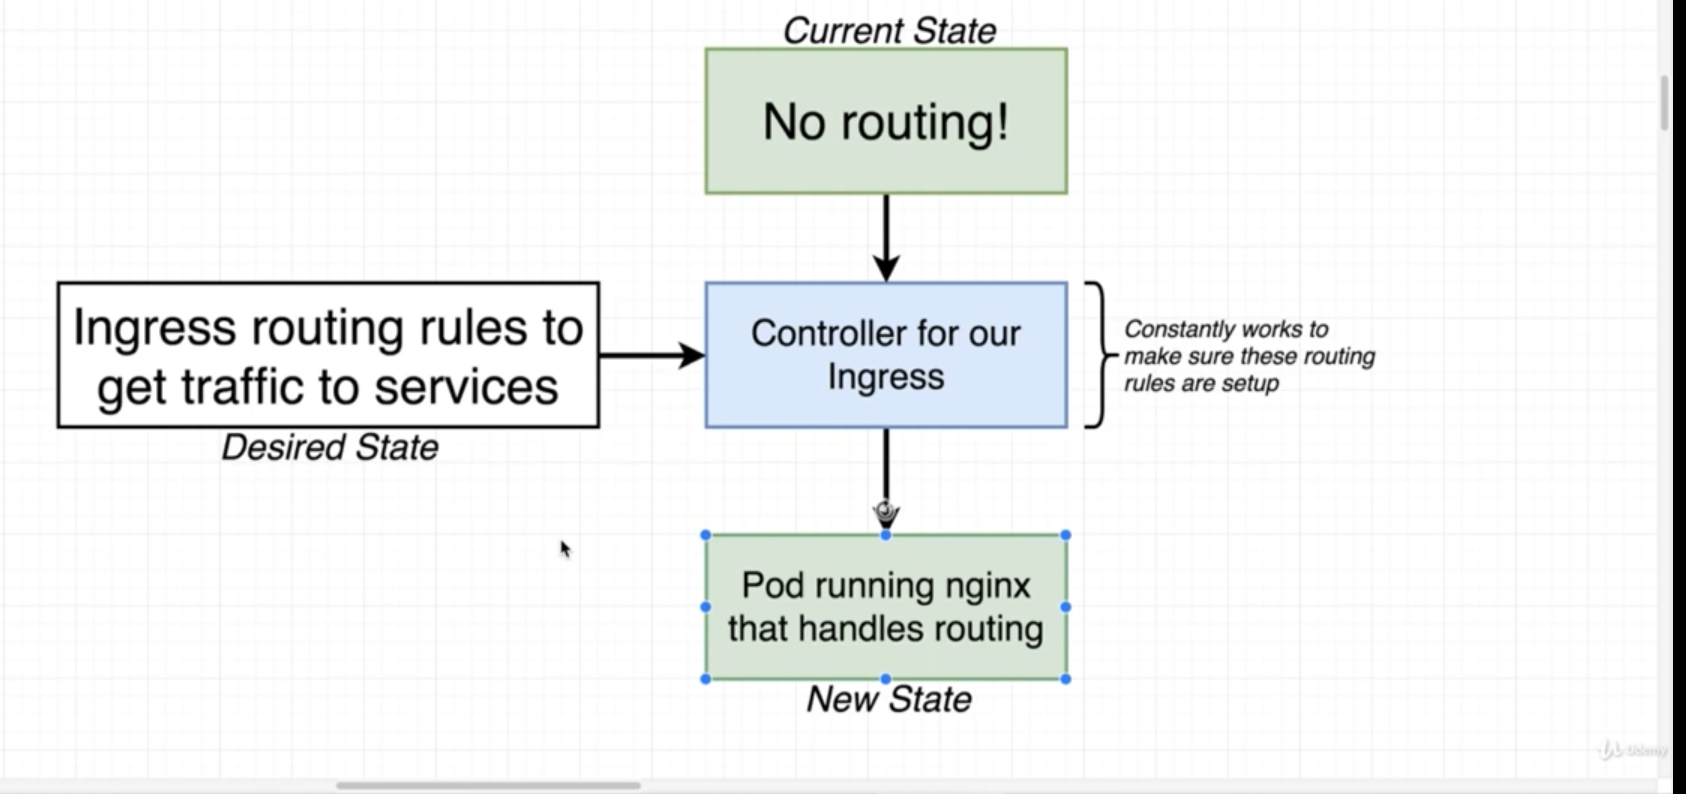 Current State
No routing!
Ingress routing rules to
get traffic to services
Desired State
Controller for our
Ingress
Constantly works to
make sure these routing
rules are setup
Pod running nginx
that handles routing
New State
Udemy